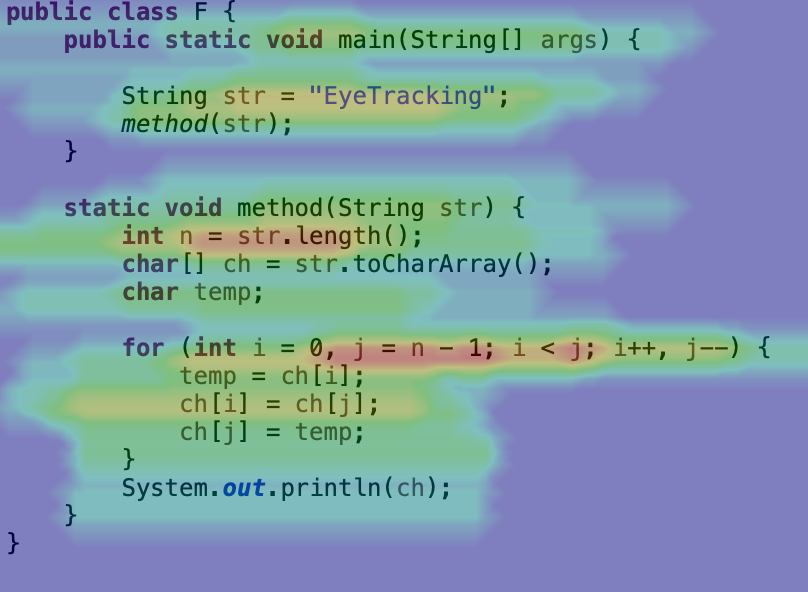 public class F {
    public static void main(String[] args) {
        String str = "EyeTracking";
        method(str);
    }
    static void method(String str) {
        int n = str.length();
        char[] ch = str.toCharArray();
        char temp;
        for (int i = 0, j = n - 1; i < j; i++, j--) {
            temp = ch[i];
            ch[i] = ch[j];
            ch[j] = temp;
        }
        System.out.println(ch);
    }
}